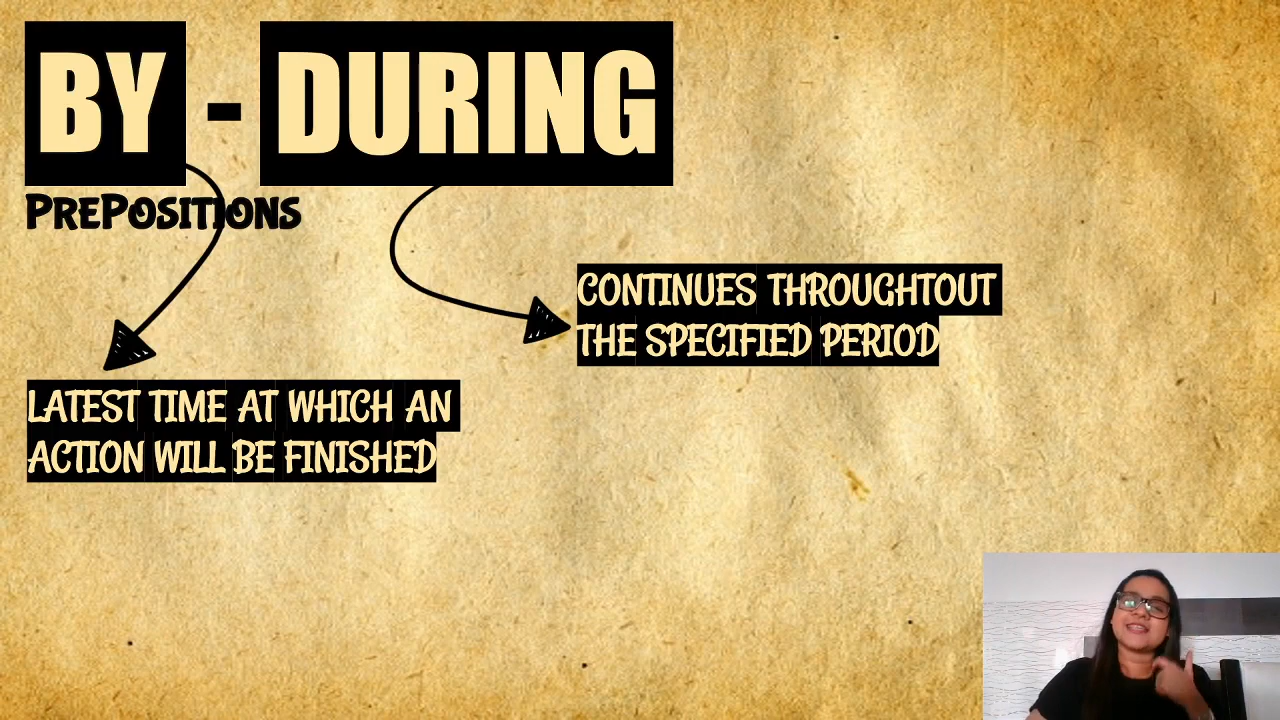 BY - DURING
PREPOSITIONS
CONTINUES THROUGHTOUT
THE SPECIFIED PERIOD
LATEST TIME AT WHICH AN
ACTION WILL BE FINISHED